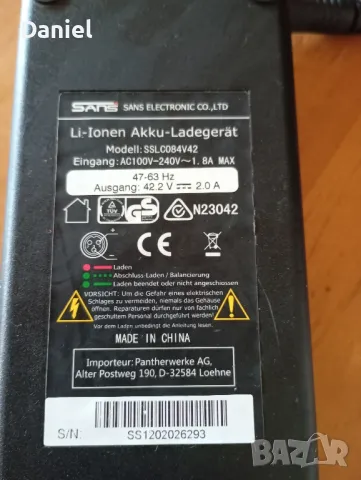 Daniel
SANS SANS ELECTRONIC CO.,LTD
Li-Ionen Akku-Ladegerät
Modell: SSLC084V42
Eingang:AC100V-240V～1.8A MAX
47-63 Hz
Ausgang: 42.2 V ⎓ 2.0 A
TÜV GS N23042
CE
Laden
Abschluss-Laden / Balancierung
Laden beendet oder nicht angeschlossen
VORSICHT: Um die Gefahr eines elektrischen
Schlages zu vermeiden, niemals das Gehäuse
öffnen. Reparaturen dürfen nur von fachlich
geschultem Personal durchgeführt werden.
Vor dem Laden unbedingt die Anleitung lesen.
MADE IN CHINA
Importeur: Pantherwerke AG,
Alter Postweg 190, D-32584 Loehne
S/N: SS1202026293
BAZAR